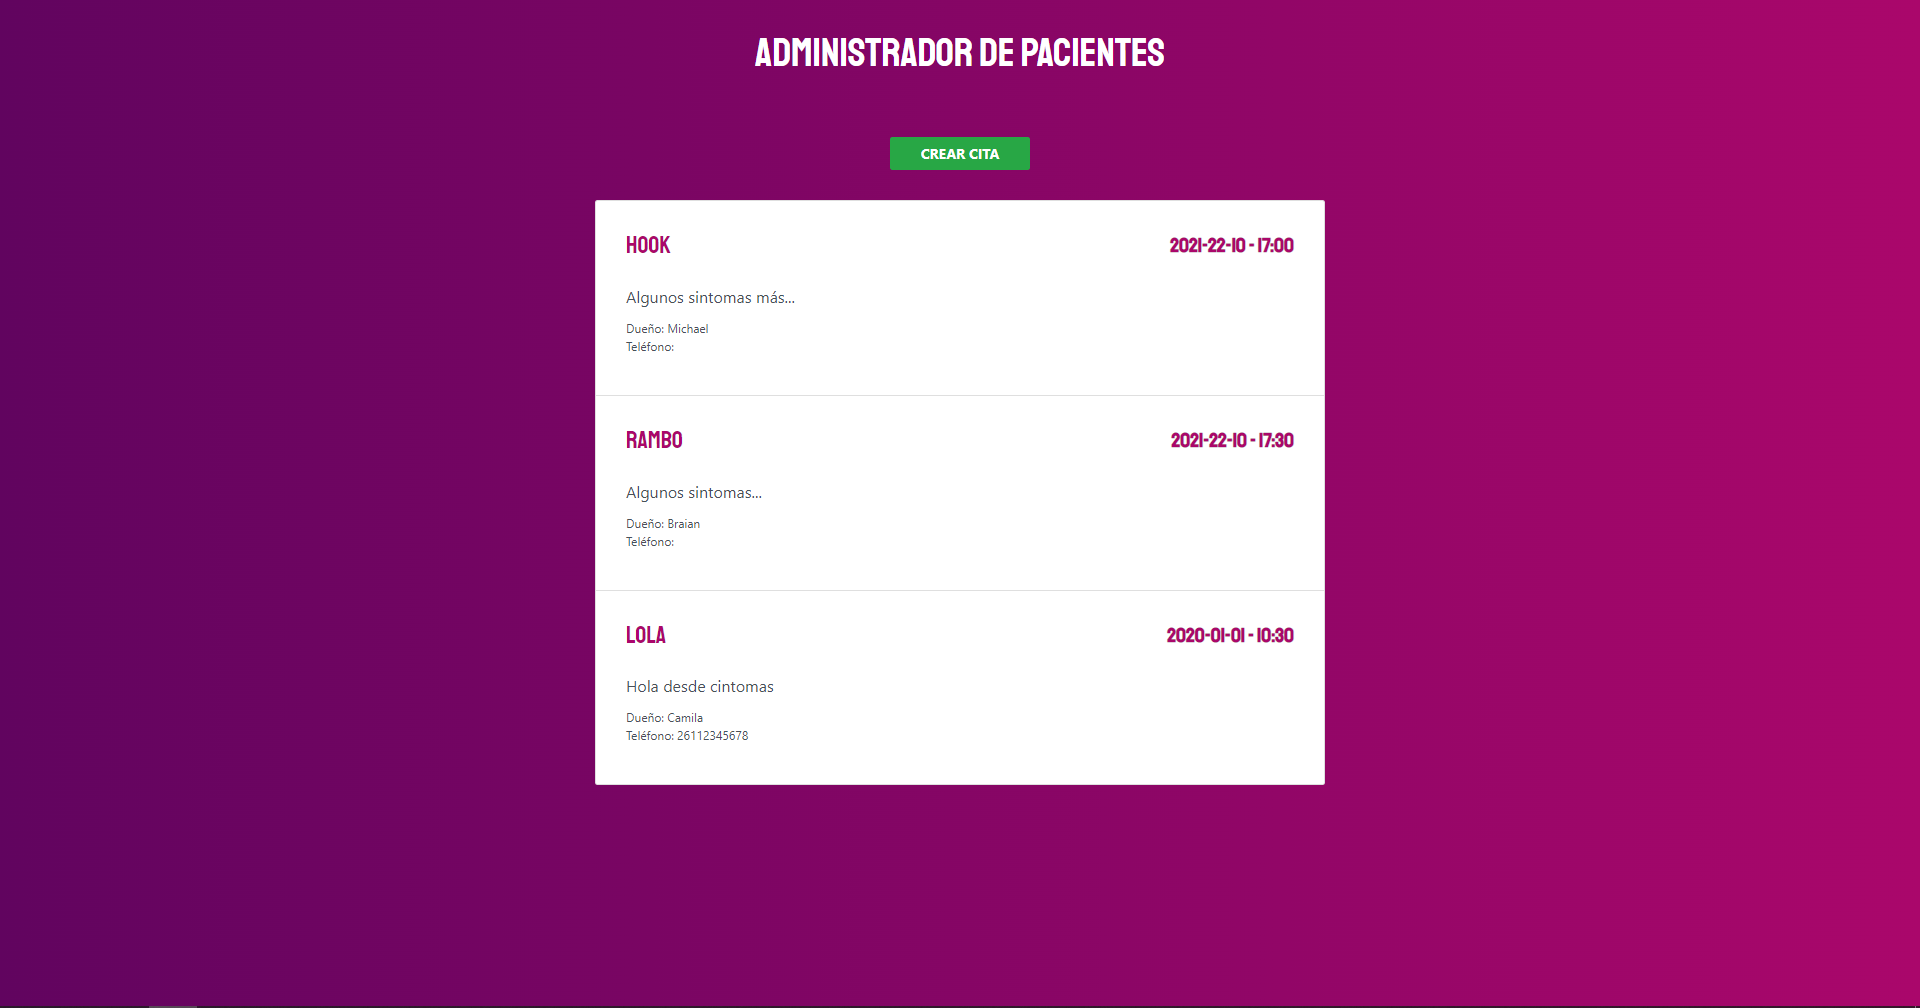 ADMINISTRADOR DE PACIENTES
CREAR CITA
HOOK
2021-22-10 - 17:00
Algunos sintomas más...
Dueño: Michael
Teléfono:
RAMBO
2021-22-10 - 17:30
Algunos sintomas...
Dueño: Braian
Teléfono:
LOLA
2020-01-01 - 10:30
Hola desde cintomas
Dueño: Camila
Teléfono: 26112345678